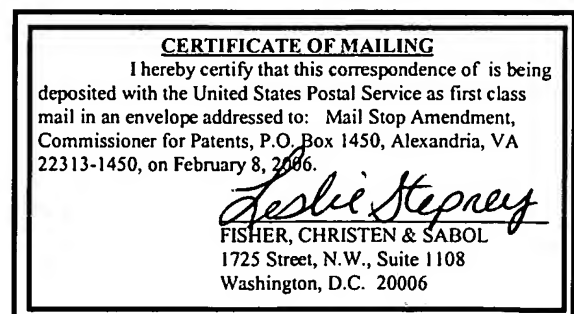 CERTIFICATE OF MAILING
I hereby certify that this correspondence of is being
deposited with the United States Postal Service as first class
mail in an envelope addressed to: Mail Stop Amendment,
Commissioner for Patents, P.O. Box 1450, Alexandria, VA
22313-1450, on February 8, 2006.
Leslie Steprey
FISHER, CHRISTEN & SABOL
1725 Street, N.W., Suite 1108
Washington, D.C. 20006